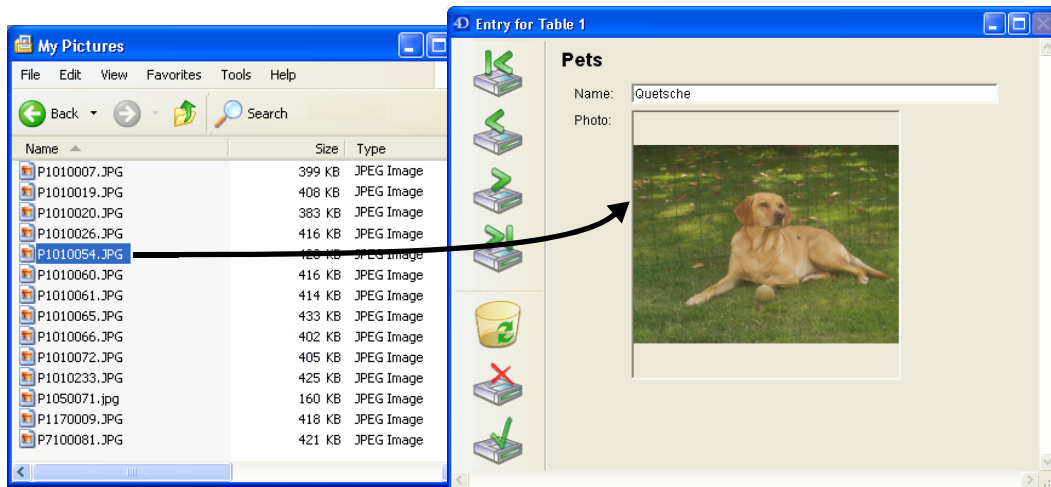 My Pictures
File Edit View Favorites Tools Help
Back Search
Name Size Type
P1010007.JPG 399 KB JPEG Image
P1010019.JPG 408 KB JPEG Image
P1010020.JPG 383 KB JPEG Image
P1010026.JPG 416 KB JPEG Image
P1010054.JPG 428 KB JPEG Image
P1010060.JPG 416 KB JPEG Image
P1010061.JPG 414 KB JPEG Image
P1010065.JPG 433 KB JPEG Image
P1010066.JPG 402 KB JPEG Image
P1010072.JPG 405 KB JPEG Image
P1010233.JPG 425 KB JPEG Image
P1050071.jpg 160 KB JPEG Image
P1170009.JPG 418 KB JPEG Image
P7100081.JPG 421 KB JPEG Image
4D Entry for Table 1
Pets
Name: Quetsche
Photo: